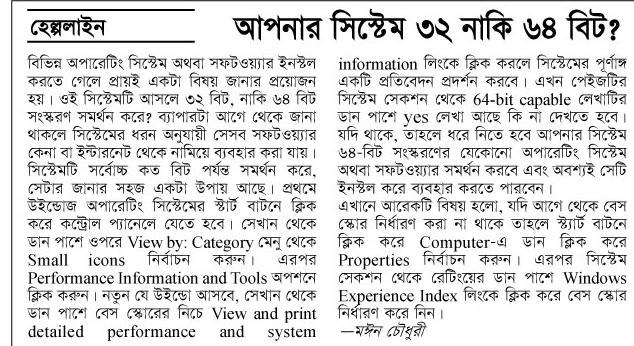 হেল্পলাইন
আপনার সিস্টেম ৩২ নাকি ৬৪ বিট?
বিভিন্ন অপারেটিং সিস্টেম অথবা সফটওয়্যার ইনস্টল
করতে গেলে প্রায়ই একটা বিষয় জানার প্রয়োজন
হয়। ওই সিস্টেমটি আসলে ৩২ বিট, নাকি ৬৪ বিট
সংস্করণ সমর্থন করে? ব্যাপারটা আগে থেকে জানা
থাকলে সিস্টেমের ধরন অনুযায়ী সেসব সফটওয়্যার
কেনা বা ইন্টারনেট থেকে নামিয়ে ব্যবহার করা যায়।
সিস্টেমটি সর্বোচ্চ কত বিট পর্যন্ত সমর্থন করে,
সেটার জানার সহজ একটা উপায় আছে। প্রথমে
উইন্ডোজ অপারেটিং সিস্টেমের স্টার্ট বাটনে ক্লিক
করে কন্ট্রোল প্যানেলে যেতে হবে। সেখান থেকে
ডান পাশে ওপরে View by: Category মেনু থেকে
Small icons নির্বাচন করুন। এরপর
Performance Information and Tools অপশনে
ক্লিক করুন। নতুন যে উইন্ডো আসবে, সেখান থেকে
ডান পাশে বেস স্কোরের নিচে View and print
detailed performance and system
information লিংকে ক্লিক করলে সিস্টেমের পূর্ণাঙ্গ
একটি প্রতিবেদন প্রদর্শন করবে। এখন পেইজটির
সিস্টেম সেকশন থেকে 64-bit capable লেখাটির
ডান পাশে yes লেখা আছে কি না দেখতে হবে।
যদি থাকে, তাহলে ধরে নিতে হবে আপনার সিস্টেম
৬৪-বিট সংস্করণের যেকোনো অপারেটিং সিস্টেম
অথবা সফটওয়্যার সমর্থন করবে এবং অবশ্যই সেটি
ইনস্টল করে ব্যবহার করতে পারবেন।
এখানে আরেকটি বিষয় হলো, যদি আগে থেকে বেস
স্কোর নির্ধারণ করা না থাকে তাহলে স্ট্যার্ট বাটনে
ক্লিক করে Computer-এ ডান ক্লিক করে
Properties নির্বাচন করুন। এরপর সিস্টেম
সেকশন থেকে রেটিংয়ের ডান পাশে Windows
Experience Index লিংকে ক্লিক করে বেস স্কোর
নির্ধারণ করে নিন।
—মঈন চৌধুরী